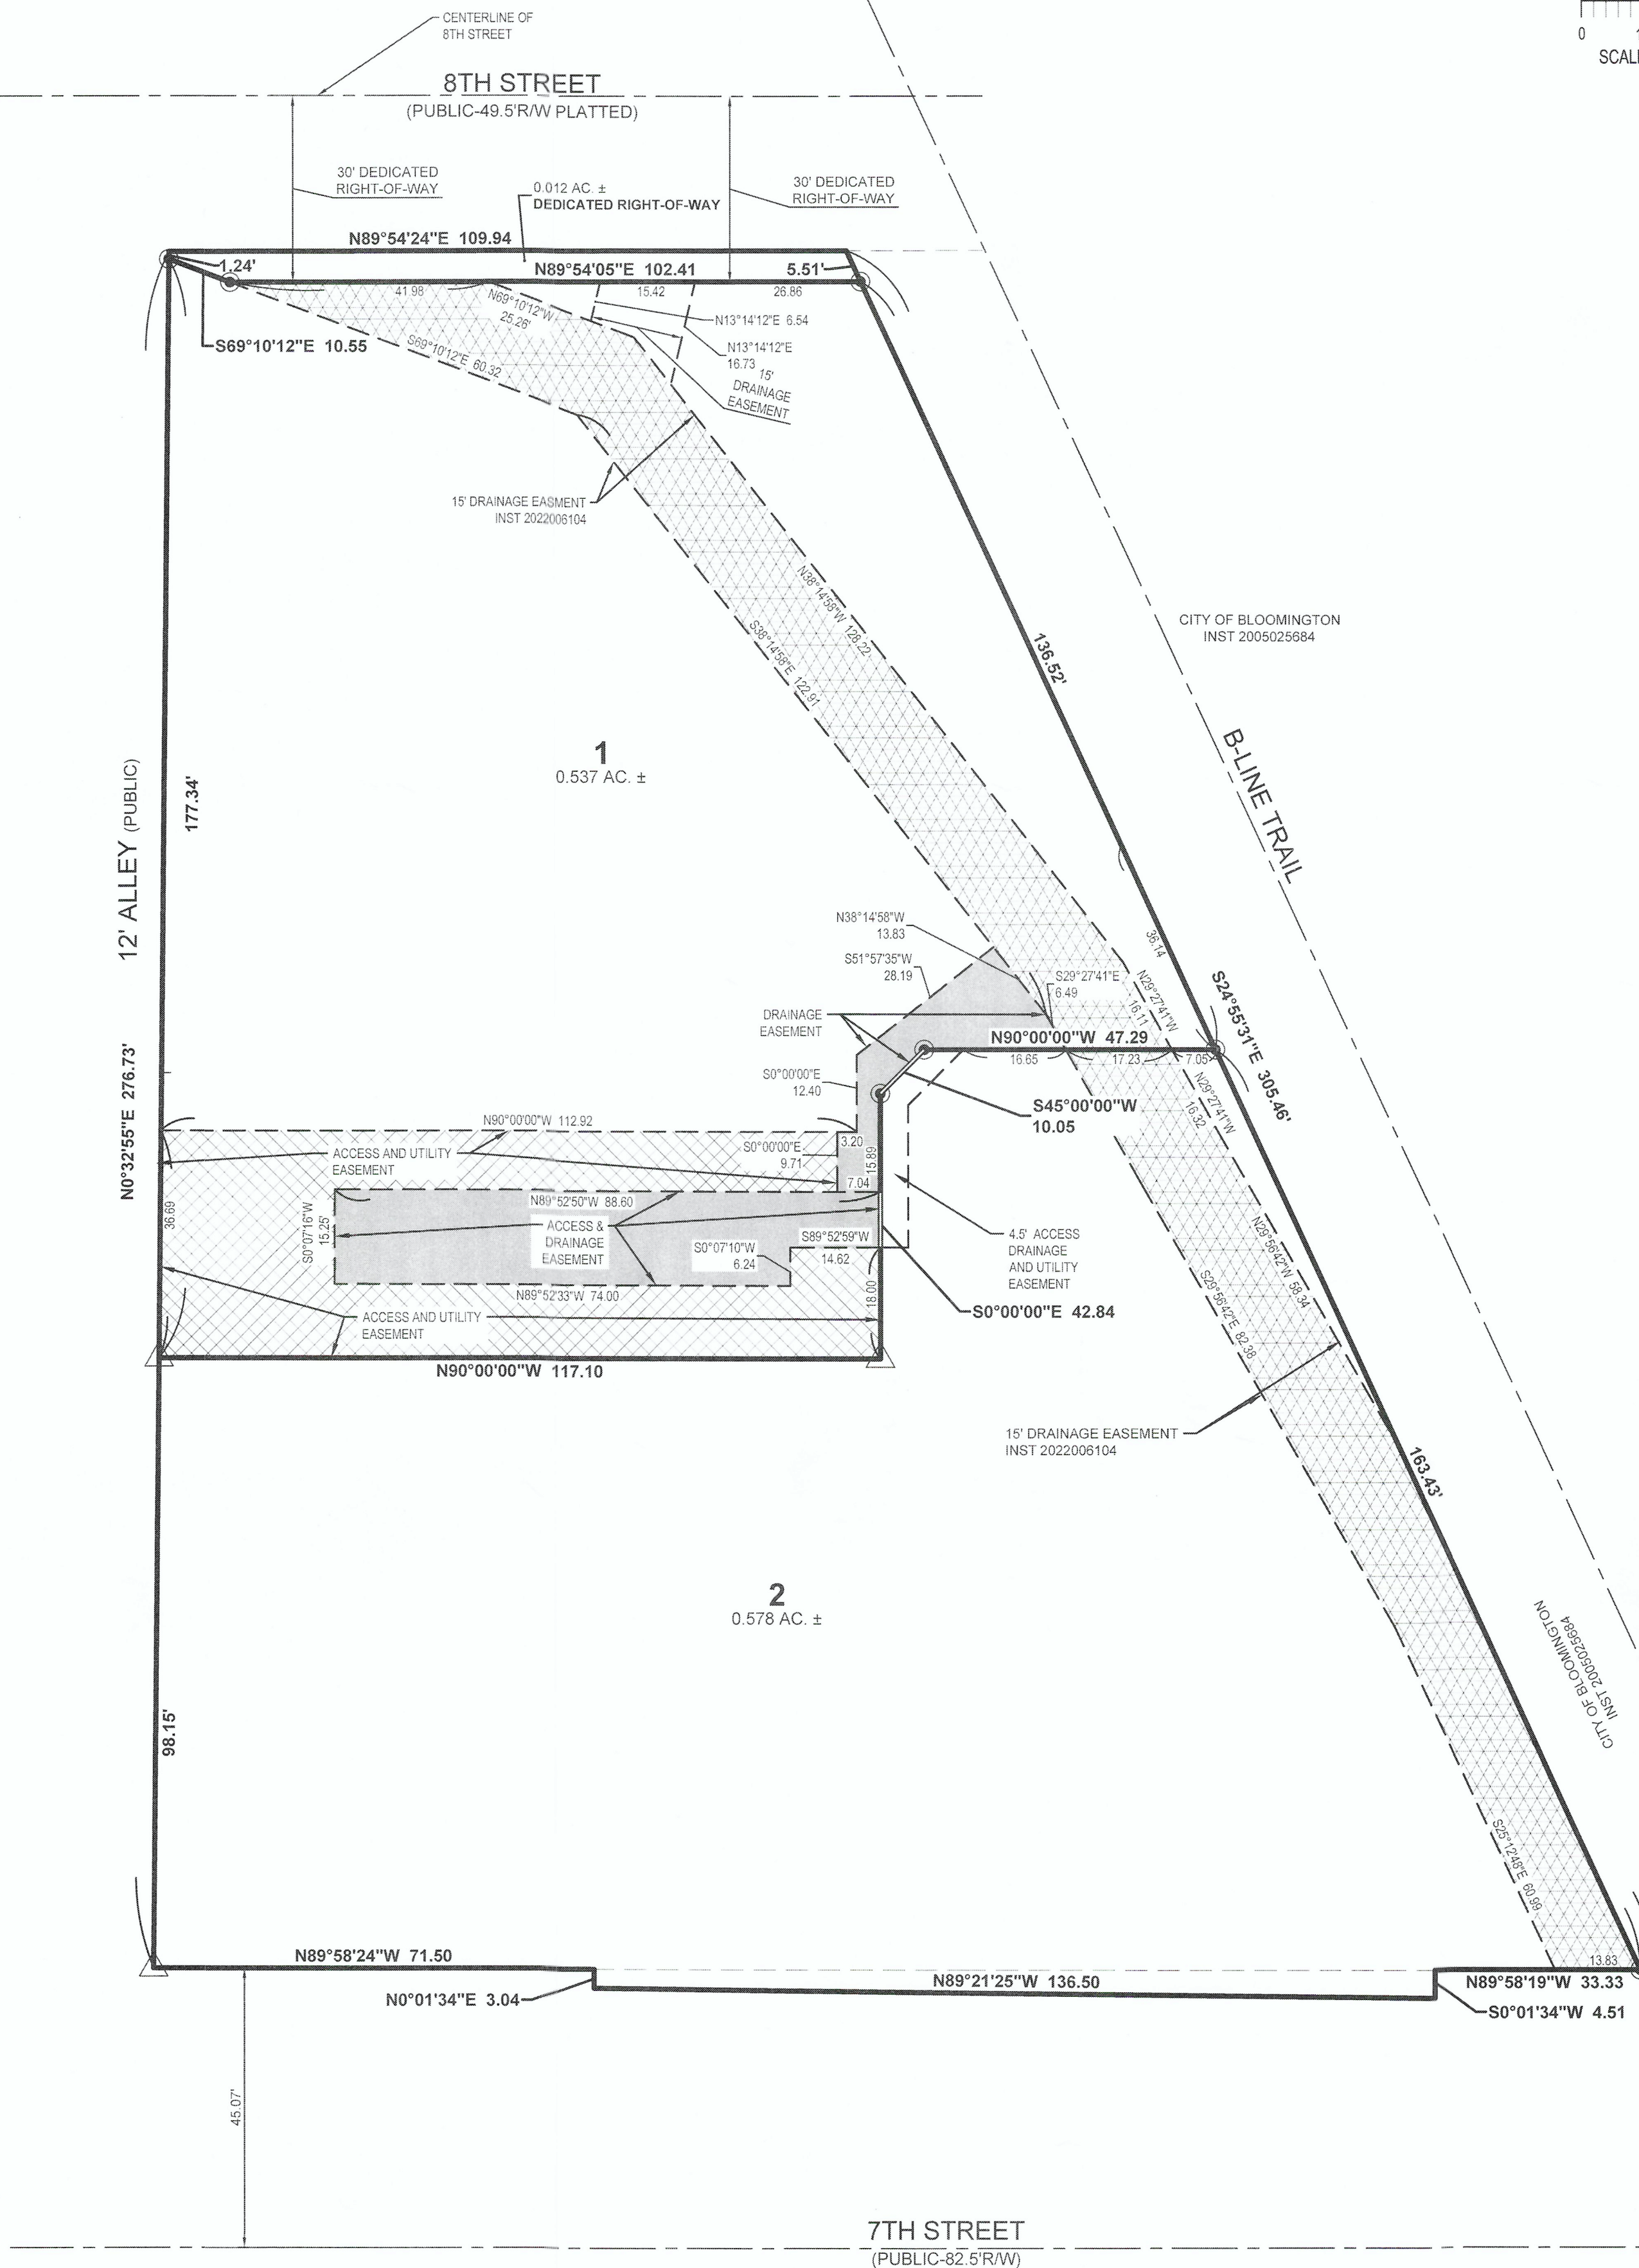 CENTERLINE OF
8TH STREET
8TH STREET
(PUBLIC-49.5'R/W PLATTED)
0
SCAL
30' DEDICATED
RIGHT-OF-WAY
0.012 AC. ±
DEDICATED RIGHT-OF-WAY
30' DEDICATED
RIGHT-OF-WAY
N89°54'24"E 109.94
1.24'
N89°54'05"E 102.41
5.51'
41.98
15.42
26.86
N69°10'12"W
25.26'
S69°10'12"E 10.55
S69°10'12"E 60.32
N13°14'12"E 6.54
N13°14'12"E
16.73
15'
DRAINAGE
EASEMENT
15' DRAINAGE EASMENT
INST 2022006104
N38°14'58"W 128.22
S38°14'58"E 122.91
136.52'
CITY OF BLOOMINGTON
INST 2005025684
B-LINE TRAIL
1
0.537 AC. ±
12' ALLEY (PUBLIC)
177.34'
N0°32'55"E 276.73'
N38°14'58"W
13.83
S51°57'35"W
28.19
S29°27'41"E
6.49
36.14
N29°27'41"W
16.11
DRAINAGE
EASEMENT
N90°00'00"W 47.29
16.65
17.23
7.05
S24°55'31"E 305.46'
S0°00'00"E
12.40
N29°27'41"W
16.32
S45°00'00"W
10.05
N90°00'00"W 112.92
3.20
S0°00'00"E
9.71
15.89
7.04
ACCESS AND UTILITY
EASEMENT
36.69
S0°07'16"W
15.25'
N89°52'50"W 88.60
ACCESS &
DRAINAGE
EASEMENT
S0°07'10"W
6.24
S89°52'59"W
14.62
4.5' ACCESS
DRAINAGE
AND UTILITY
EASEMENT
N89°52'33"W 74.00
18.00
S0°00'00"E 42.84
ACCESS AND UTILITY
EASEMENT
N90°00'00"W 117.10
N29°56'42"W 58.34
S29°56'42"E 82.38
15' DRAINAGE EASEMENT
INST 2022006104
163.43'
2
0.578 AC. ±
CITY OF BLOOMINGTON
INST 2005025684
98.15'
S25°12'48"E 60.99
13.83
N89°58'24"W 71.50
N0°01'34"E 3.04
N89°21'25"W 136.50
N89°58'19"W 33.33
S0°01'34"W 4.51
45.07'
7TH STREET
(PUBLIC-82.5'R/W)